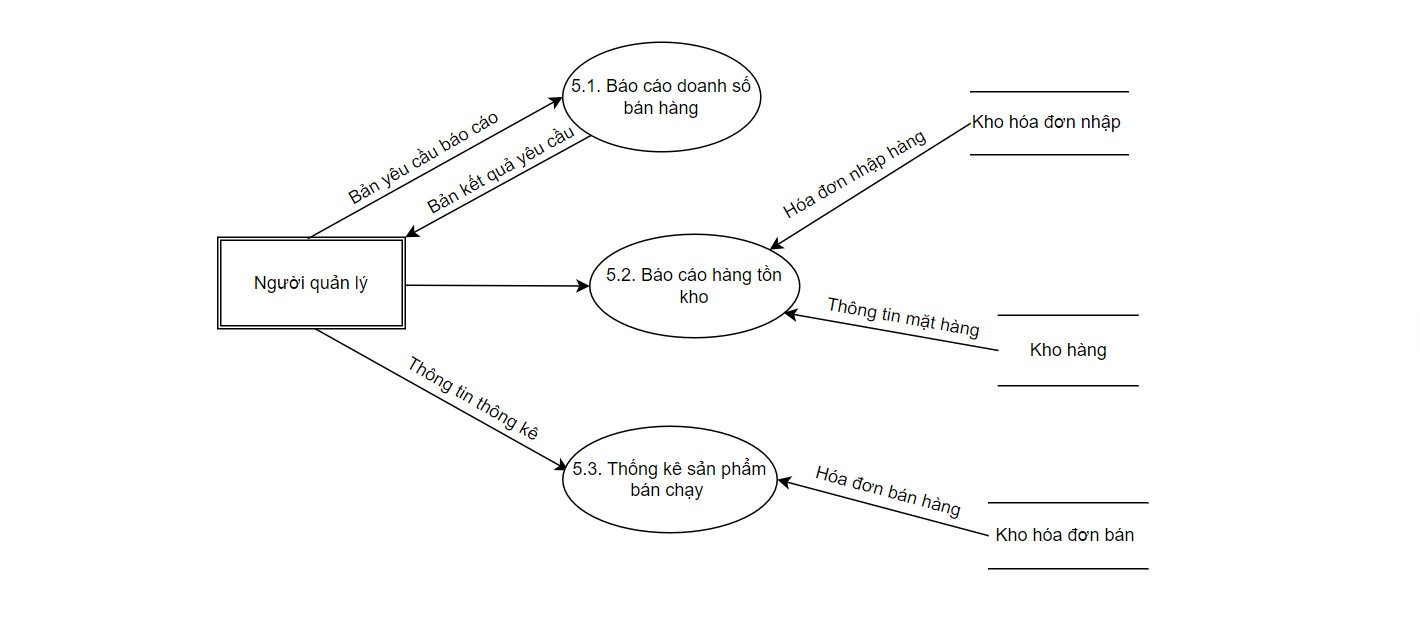 5.1. Báo cáo doanh số
bán hàng
Kho hóa đơn nhập
Bản yêu cầu báo cáo
Bản kết quả yêu cầu
Hóa đơn nhập hàng
Người quản lý
5.2. Báo cáo hàng tồn
kho
Thông tin mặt hàng
Kho hàng
Thông tin thông kê
5.3. Thống kê sản phẩm
bán chạy
Hóa đơn bán hàng
Kho hóa đơn bán